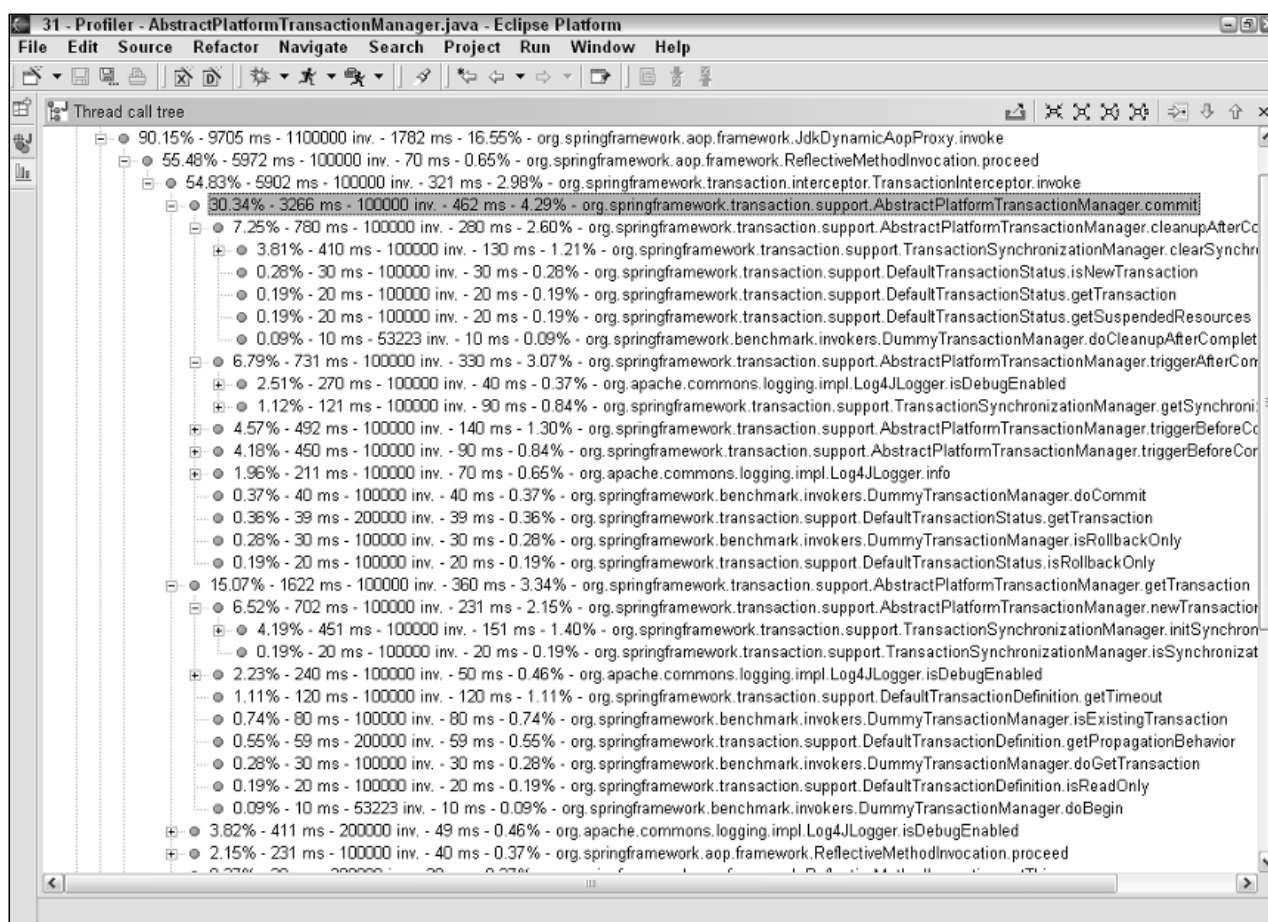 31 - Profiler - AbstractPlatformTransactionManager.java - Eclipse Platform
File Edit Source Refactor Navigate Search Project Run Window Help
Thread call tree
90.15% - 9705 ms - 1100000 inv. - 1782 ms - 16.55% - org.springframework.aop.framework.JdkDynamicAopProxy.invoke
55.48% - 5972 ms - 100000 inv. - 70 ms - 0.65% - org.springframework.aop.framework.ReflectiveMethodInvocation.proceed
54.83% - 5902 ms - 100000 inv. - 321 ms - 2.98% - org.springframework.transaction.interceptor.TransactionInterceptor.invoke
30.34% - 3266 ms - 100000 inv. - 462 ms - 4.29% - org.springframework.transaction.support.AbstractPlatformTransactionManager.commit
7.25% - 780 ms - 100000 inv. - 280 ms - 2.60% - org.springframework.transaction.support.AbstractPlatformTransactionManager.cleanupAfterCc
3.81% - 410 ms - 100000 inv. - 130 ms - 1.21% - org.springframework.transaction.support.TransactionSynchronizationManager.clearSynchr
0.28% - 30 ms - 100000 inv. - 30 ms - 0.28% - org.springframework.transaction.support.DefaultTransactionStatus.isNewTransaction
0.19% - 20 ms - 100000 inv. - 20 ms - 0.19% - org.springframework.transaction.support.DefaultTransactionStatus.getTransaction
0.19% - 20 ms - 100000 inv. - 20 ms - 0.19% - org.springframework.transaction.support.DefaultTransactionStatus.getSuspendedResources
0.09% - 10 ms - 53223 inv. - 10 ms - 0.09% - org.springframework.benchmark.invokers.DummyTransactionManager.doCleanupAfterComplet
6.79% - 731 ms - 100000 inv. - 330 ms - 3.07% - org.springframework.transaction.support.AbstractPlatformTransactionManager.triggerAfterCom
2.51% - 270 ms - 100000 inv. - 40 ms - 0.37% - org.apache.commons.logging.impl.Log4JLogger.isDebugEnabled
1.12% - 121 ms - 100000 inv. - 90 ms - 0.84% - org.springframework.transaction.support.TransactionSynchronizationManager.getSynchroni
4.57% - 492 ms - 100000 inv. - 140 ms - 1.30% - org.springframework.transaction.support.AbstractPlatformTransactionManager.triggerBeforeCc
4.18% - 450 ms - 100000 inv. - 90 ms - 0.84% - org.springframework.transaction.support.AbstractPlatformTransactionManager.triggerBeforeCor
1.96% - 211 ms - 100000 inv. - 70 ms - 0.65% - org.apache.commons.logging.impl.Log4JLogger.info
0.37% - 40 ms - 100000 inv. - 40 ms - 0.37% - org.springframework.benchmark.invokers.DummyTransactionManager.doCommit
0.36% - 39 ms - 200000 inv. - 39 ms - 0.36% - org.springframework.transaction.support.DefaultTransactionStatus.getTransaction
0.28% - 30 ms - 100000 inv. - 30 ms - 0.28% - org.springframework.benchmark.invokers.DummyTransactionManager.isRollbackOnly
0.19% - 20 ms - 100000 inv. - 20 ms - 0.19% - org.springframework.transaction.support.DefaultTransactionStatus.isRollbackOnly
15.07% - 1622 ms - 100000 inv. - 360 ms - 3.34% - org.springframework.transaction.support.AbstractPlatformTransactionManager.getTransaction
6.52% - 702 ms - 100000 inv. - 231 ms - 2.15% - org.springframework.transaction.support.AbstractPlatformTransactionManager.newTransaction
4.19% - 451 ms - 100000 inv. - 151 ms - 1.40% - org.springframework.transaction.support.TransactionSynchronizationManager.initSynchron
0.19% - 20 ms - 100000 inv. - 20 ms - 0.19% - org.springframework.transaction.support.TransactionSynchronizationManager.isSynchronizat
2.23% - 240 ms - 100000 inv. - 50 ms - 0.46% - org.apache.commons.logging.impl.Log4JLogger.isDebugEnabled
1.11% - 120 ms - 100000 inv. - 120 ms - 1.11% - org.springframework.transaction.support.DefaultTransactionDefinition.getTimeout
0.74% - 80 ms - 100000 inv. - 80 ms - 0.74% - org.springframework.benchmark.invokers.DummyTransactionManager.isExistingTransaction
0.55% - 59 ms - 200000 inv. - 59 ms - 0.55% - org.springframework.transaction.support.DefaultTransactionDefinition.getPropagationBehavior
0.28% - 30 ms - 100000 inv. - 30 ms - 0.28% - org.springframework.benchmark.invokers.DummyTransactionManager.doGetTransaction
0.19% - 20 ms - 100000 inv. - 20 ms - 0.19% - org.springframework.transaction.support.DefaultTransactionDefinition.isReadOnly
0.09% - 10 ms - 53223 inv. - 10 ms - 0.09% - org.springframework.benchmark.invokers.DummyTransactionManager.doBegin
3.82% - 411 ms - 200000 inv. - 49 ms - 0.46% - org.apache.commons.logging.impl.Log4JLogger.isDebugEnabled
2.15% - 231 ms - 100000 inv. - 40 ms - 0.37% - org.springframework.aop.framework.ReflectiveMethodInvocation.proceed